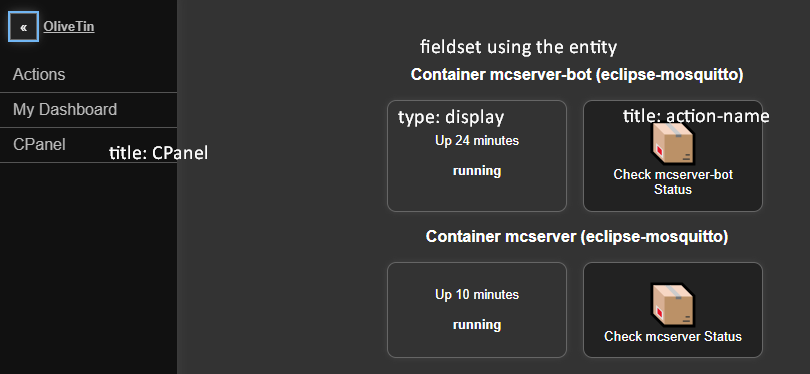 « OliveTin
Actions
My Dashboard
CPanel
title: CPanel
fieldset using the entity
Container mcserver-bot (eclipse-mosquitto)
type: display
Up 24 minutes
running
title: action-name
Check mcserver-bot
Status
Container mcserver (eclipse-mosquitto)
Up 10 minutes
running
Check mcserver Status